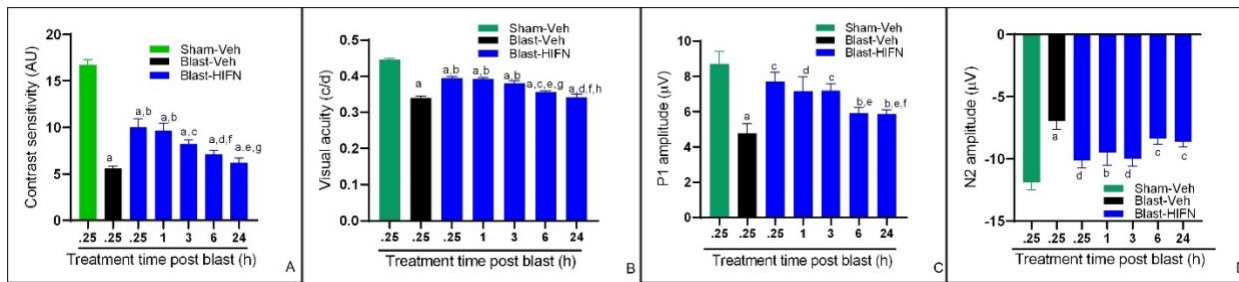 Sham-Veh
Blast-Veh
Blast-HIFN
Contrast sensitivity (AU)
20
15
10
5
0
a
a,b
a,b
a,c
a,d,f
a.e,g
.25 .25 .25 1 3 6 24
Treatment time post blast (h)
A
Sham-Veh
Blast-Veh
Blast-HIFN
Visual acuity (c/d)
0.5
0.4
0.3
0.2
0.1
0.0
a
a,b
a,b
a,b
a,c,e,g
a,d,f,h
.25 .25 .25 1 3 6 24
Treatment time post blast (h)
B
Sham-Veh
Blast-Veh
Blast-HIFN
P1 amplitude (µV)
10
8
6
4
2
0
a
c
d
c
b,e
b,e,f
.25 .25 .25 1 3 6 24
Treatment time post blast (h)
C
N2 amplitude (µV)
0
-5
-10
-15
a
d
b
d
c
c
Sham-Veh
Blast-Veh
Blast-HIFN
.25 .25 .25 1 3 6 24
Treatment time post blast (h)
D